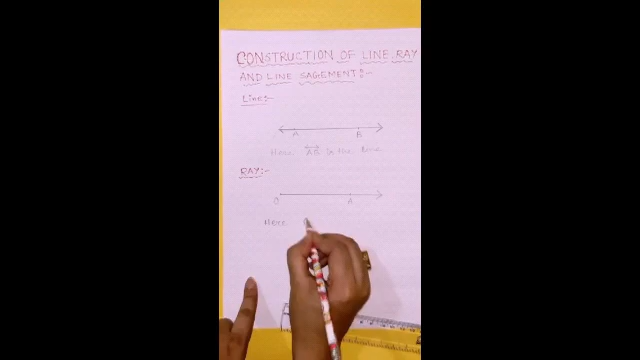 CONSTRUCTION OF LINE, RAY
AND LINE SAGEMENT:-
Lines-
A B
Here AB is the line
RAY:-
O A
Here